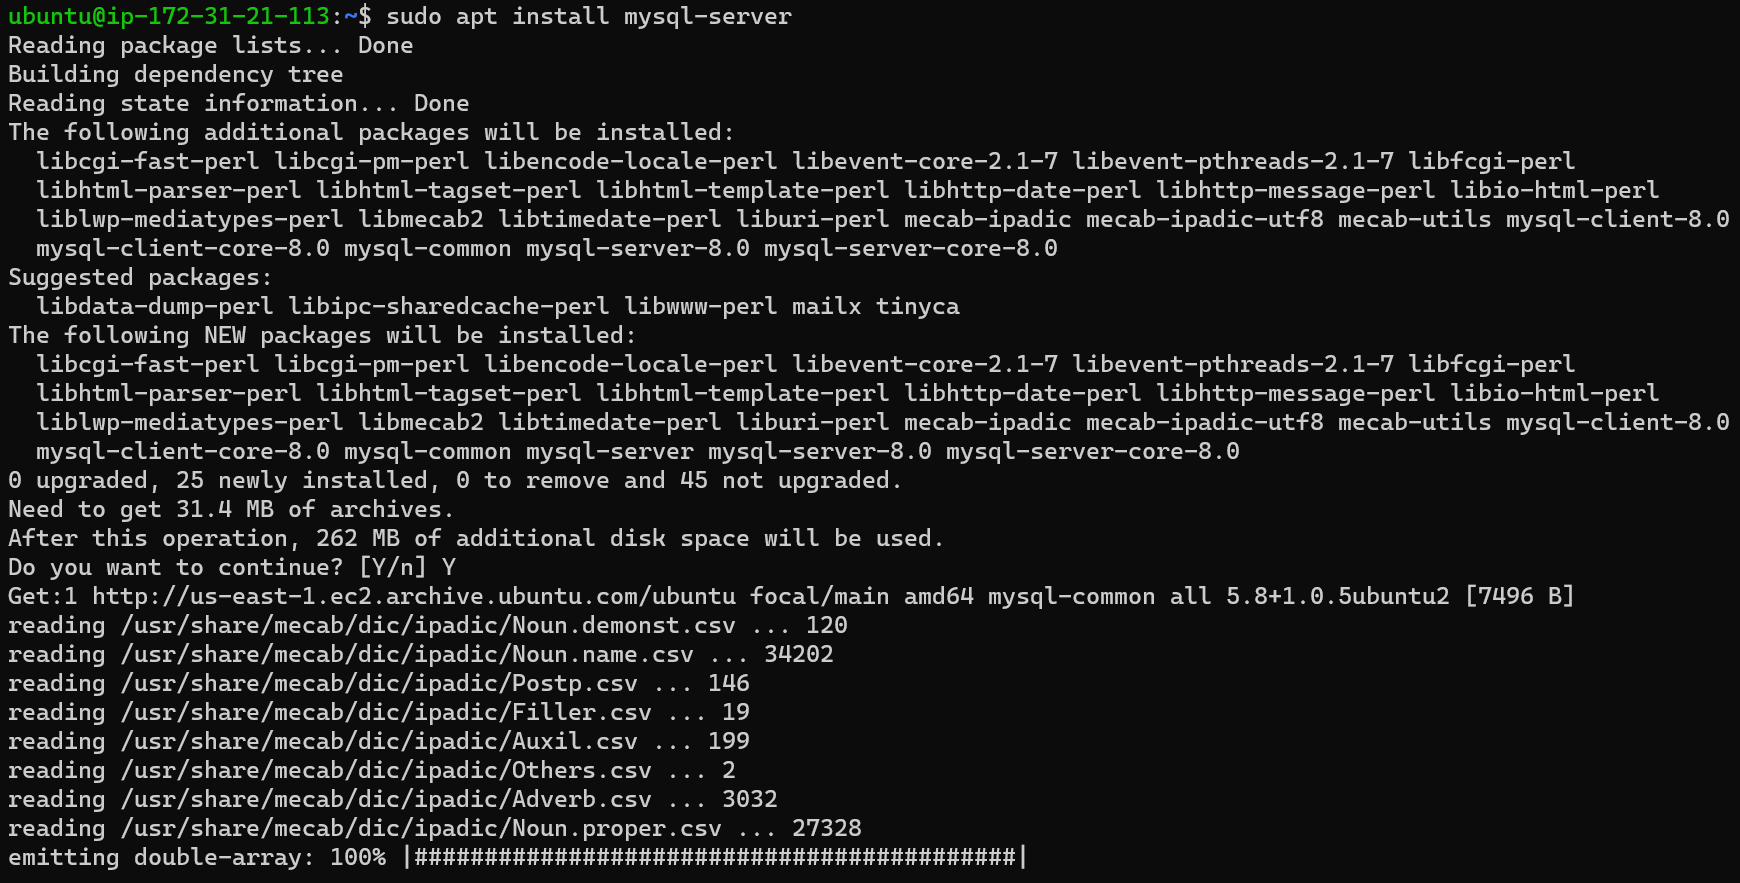 ubuntu@ip-172-31-21-113:~$ sudo apt install mysql-server
Reading package lists... Done
Building dependency tree
Reading state information... Done
The following additional packages will be installed:
  libcgi-fast-perl libcgi-pm-perl libencode-locale-perl libevent-core-2.1-7 libevent-pthreads-2.1-7 libfcgi-perl
  libhtml-parser-perl libhtml-tagset-perl libhtml-template-perl libhttp-date-perl libhttp-message-perl libio-html-perl
  liblwp-mediatypes-perl libmecab2 libtimedate-perl liburi-perl mecab-ipadic mecab-ipadic-utf8 mecab-utils mysql-client-8.0
  mysql-client-core-8.0 mysql-common mysql-server-8.0 mysql-server-core-8.0
Suggested packages:
  libdata-dump-perl libipc-sharedcache-perl libwww-perl mailx tinyca
The following NEW packages will be installed:
  libcgi-fast-perl libcgi-pm-perl libencode-locale-perl libevent-core-2.1-7 libevent-pthreads-2.1-7 libfcgi-perl
  libhtml-parser-perl libhtml-tagset-perl libhtml-template-perl libhttp-date-perl libhttp-message-perl libio-html-perl
  liblwp-mediatypes-perl libmecab2 libtimedate-perl liburi-perl mecab-ipadic mecab-ipadic-utf8 mecab-utils mysql-client-8.0
  mysql-client-core-8.0 mysql-common mysql-server mysql-server-8.0 mysql-server-core-8.0
0 upgraded, 25 newly installed, 0 to remove and 45 not upgraded.
Need to get 31.4 MB of archives.
After this operation, 262 MB of additional disk space will be used.
Do you want to continue? [Y/n] Y
Get:1 http://us-east-1.ec2.archive.ubuntu.com/ubuntu focal/main amd64 mysql-common all 5.8+1.0.5ubuntu2 [7496 B]
reading /usr/share/mecab/dic/ipadic/Noun.demonst.csv ... 120
reading /usr/share/mecab/dic/ipadic/Noun.name.csv ... 34202
reading /usr/share/mecab/dic/ipadic/Postp.csv ... 146
reading /usr/share/mecab/dic/ipadic/Filler.csv ... 19
reading /usr/share/mecab/dic/ipadic/Auxil.csv ... 199
reading /usr/share/mecab/dic/ipadic/Others.csv ... 2
reading /usr/share/mecab/dic/ipadic/Adverb.csv ... 3032
reading /usr/share/mecab/dic/ipadic/Noun.proper.csv ... 27328
emitting double-array: 100% |###########################################|